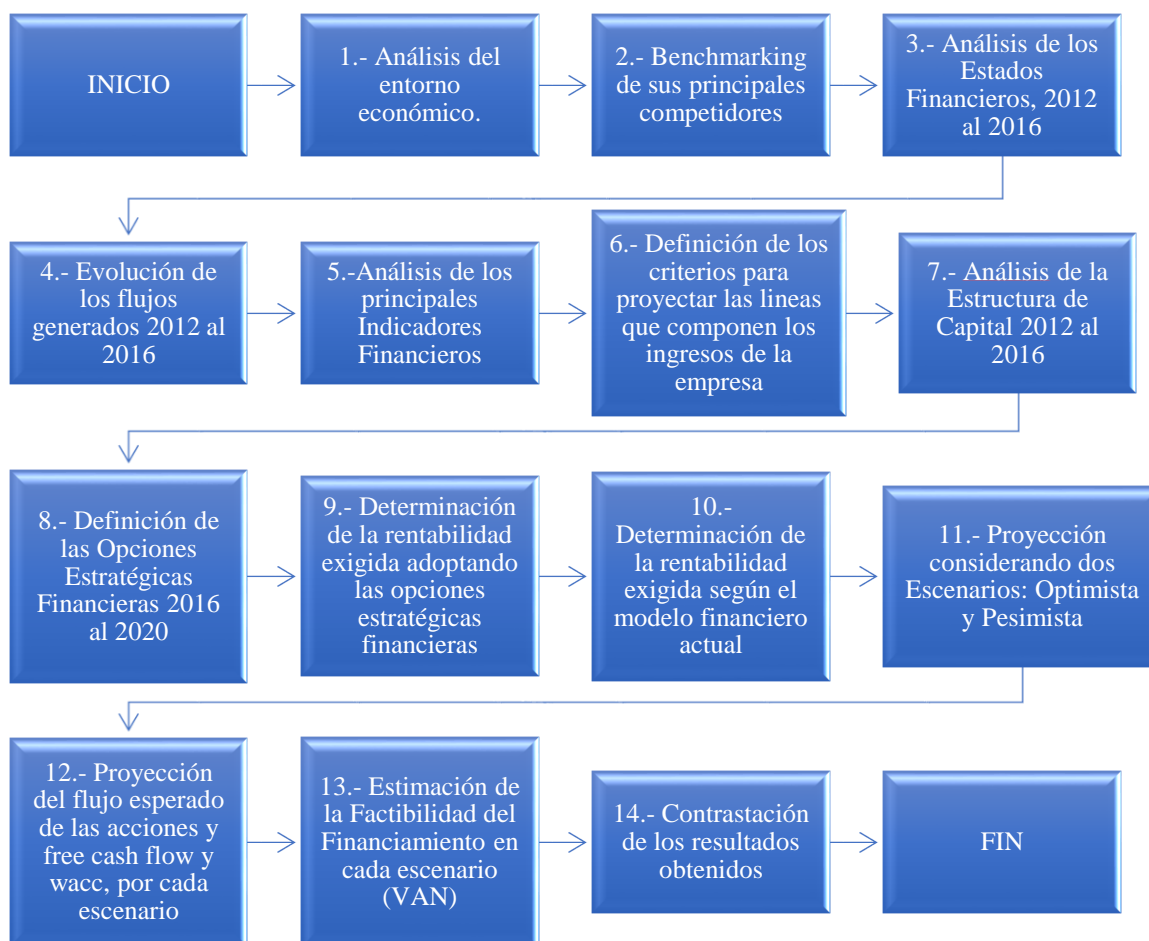 INICIO
1.- Análisis del
entorno
económico.
2.- Benchmarking
de sus principales
competidores
3.- Análisis de los
Estados
Financieros, 2012
al 2016
4.- Evolución de
los flujos
generados 2012 al
2016
5.-Análisis de los
principales
Indicadores
Financieros
6.- Definición de los
criterios para
proyectar las lineas
que componen los
ingresos de la
empresa
7.- Análisis de la
Estructura de
Capital 2012 al
2016
8.- Definición de
las Opciones
Estratégicas
Financieras 2016
al 2020
9.- Determinación
de la rentabilidad
exigida adoptando
las opciones
estratégicas
financieras
10.-
Determinación de
la rentabilidad
exigida según el
modelo financiero
actual
11.- Proyección
considerando dos
Escenarios: Optimista
y Pesimista
12.- Proyección
del flujo esperado
de las acciones y
free cash flow y
wacc, por cada
escenario
13.- Estimación de
la Factibilidad del
Financiamiento en
cada escenario
(VAN)
14.- Contrastación
de los resultados
obtenidos
FIN